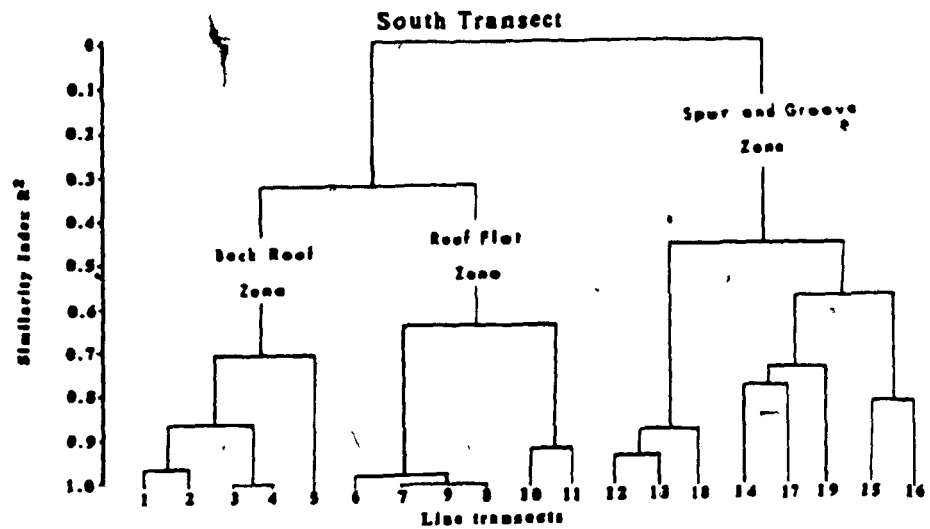 South Transect
Similarity Index R²
0
0.1
0.2
0.3
0.4
0.5
0.6
0.7
0.8
0.9
1.0
Spur and Groove
Zone
Back Reef
Zone
Reef Flat
Zone
1 2 3 4 5 6 7 9 8 10 11 12 13 18 14 17 19 15 16
Line transects